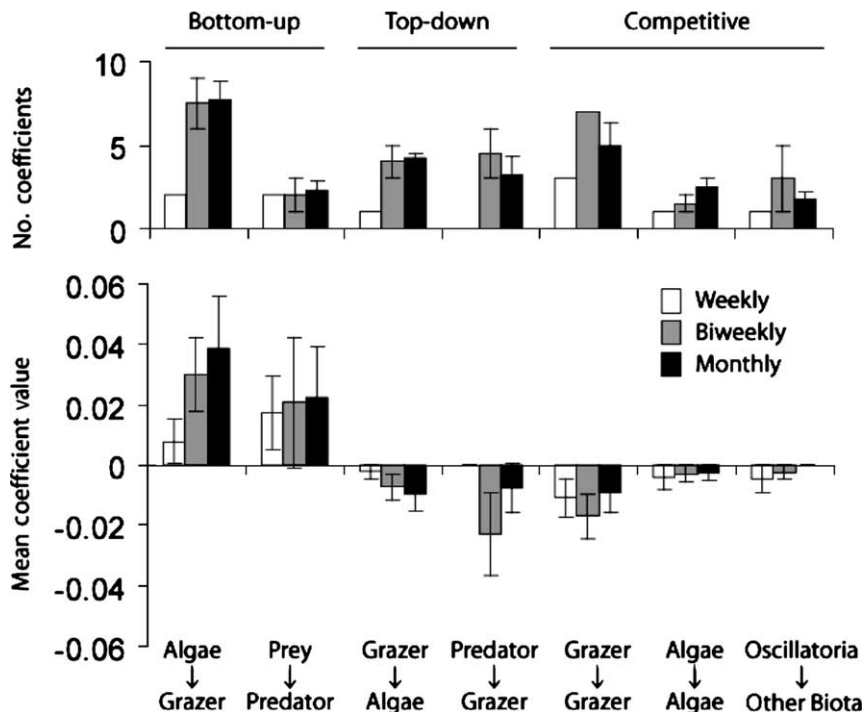 Bottom-up Top-down Competitive
No. coefficients
10
5
0
Mean coefficient value
0.06
0.04
0.02
0
-0.02
-0.04
-0.06
Weekly
Biweekly
Monthly
Algae Prey Grazer Predator Grazer Algae Oscillatoria
↓ ↓ ↓ ↓ ↓ ↓ ↓
Grazer Predator Algae Grazer Grazer Algae Other Biota